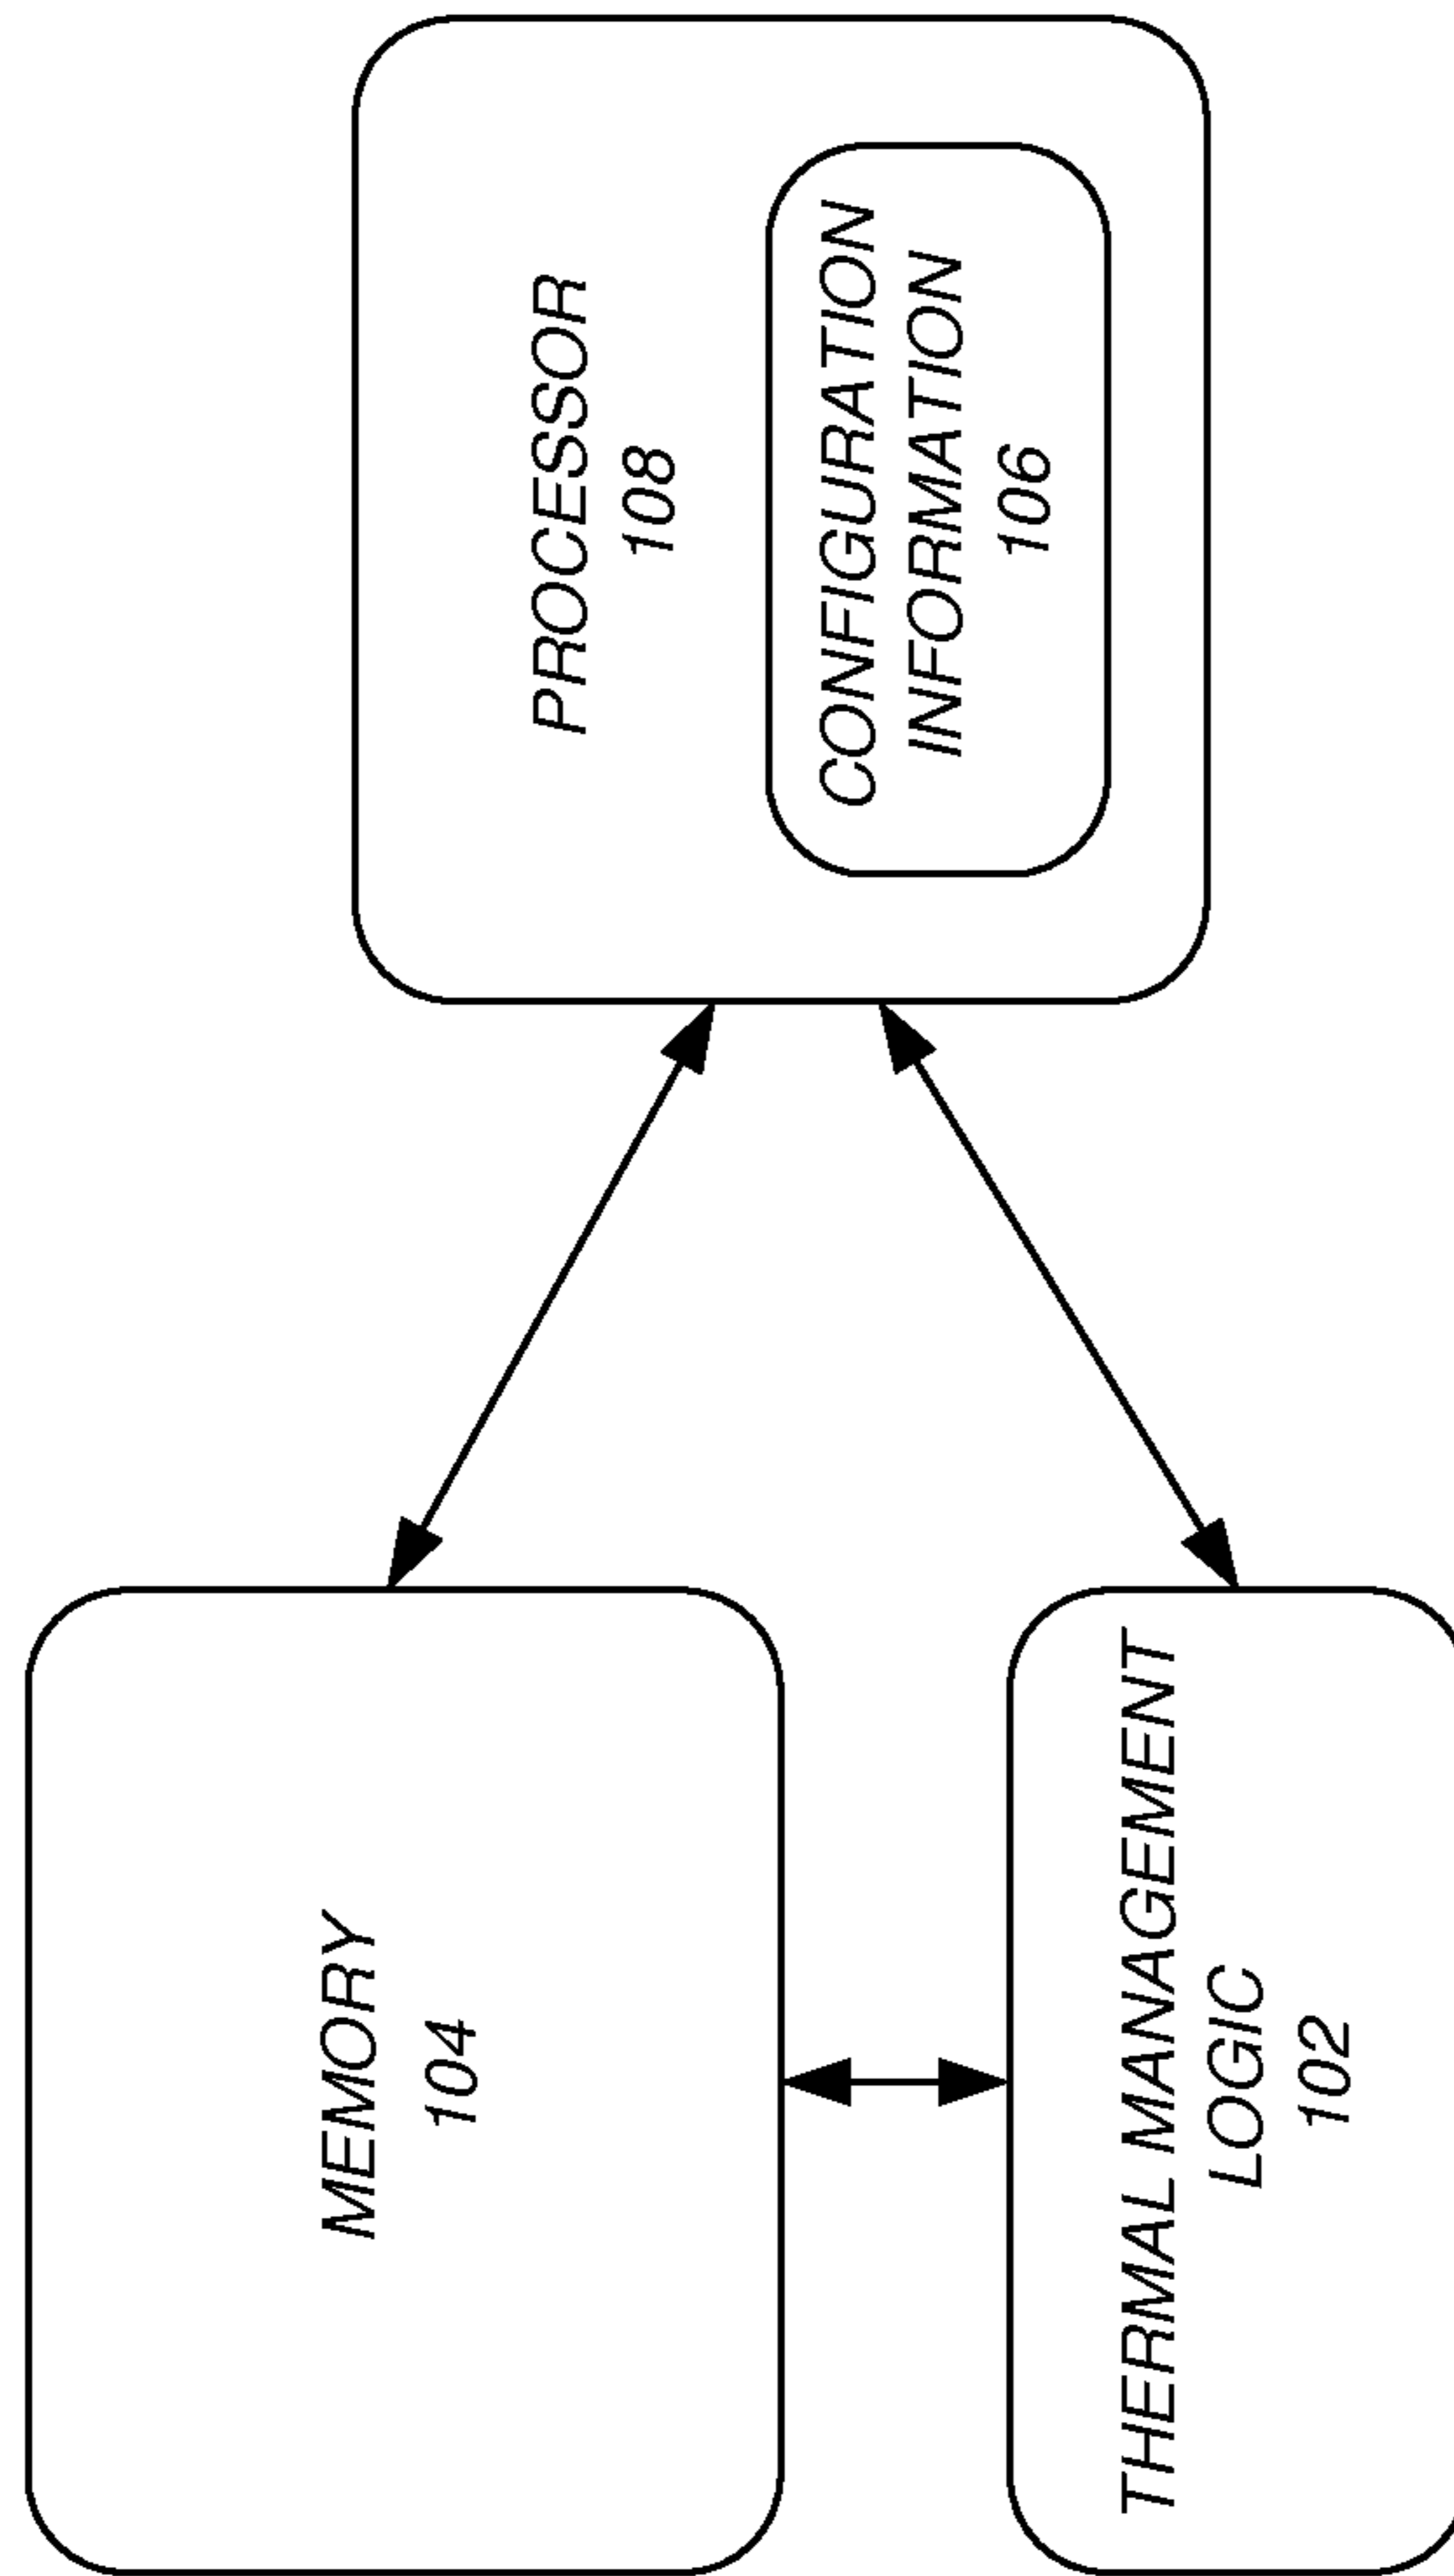 MEMORY
104
PROCESSOR
108
CONFIGURATION
INFORMATION
106
THERMAL MANAGEMENT
LOGIC
102